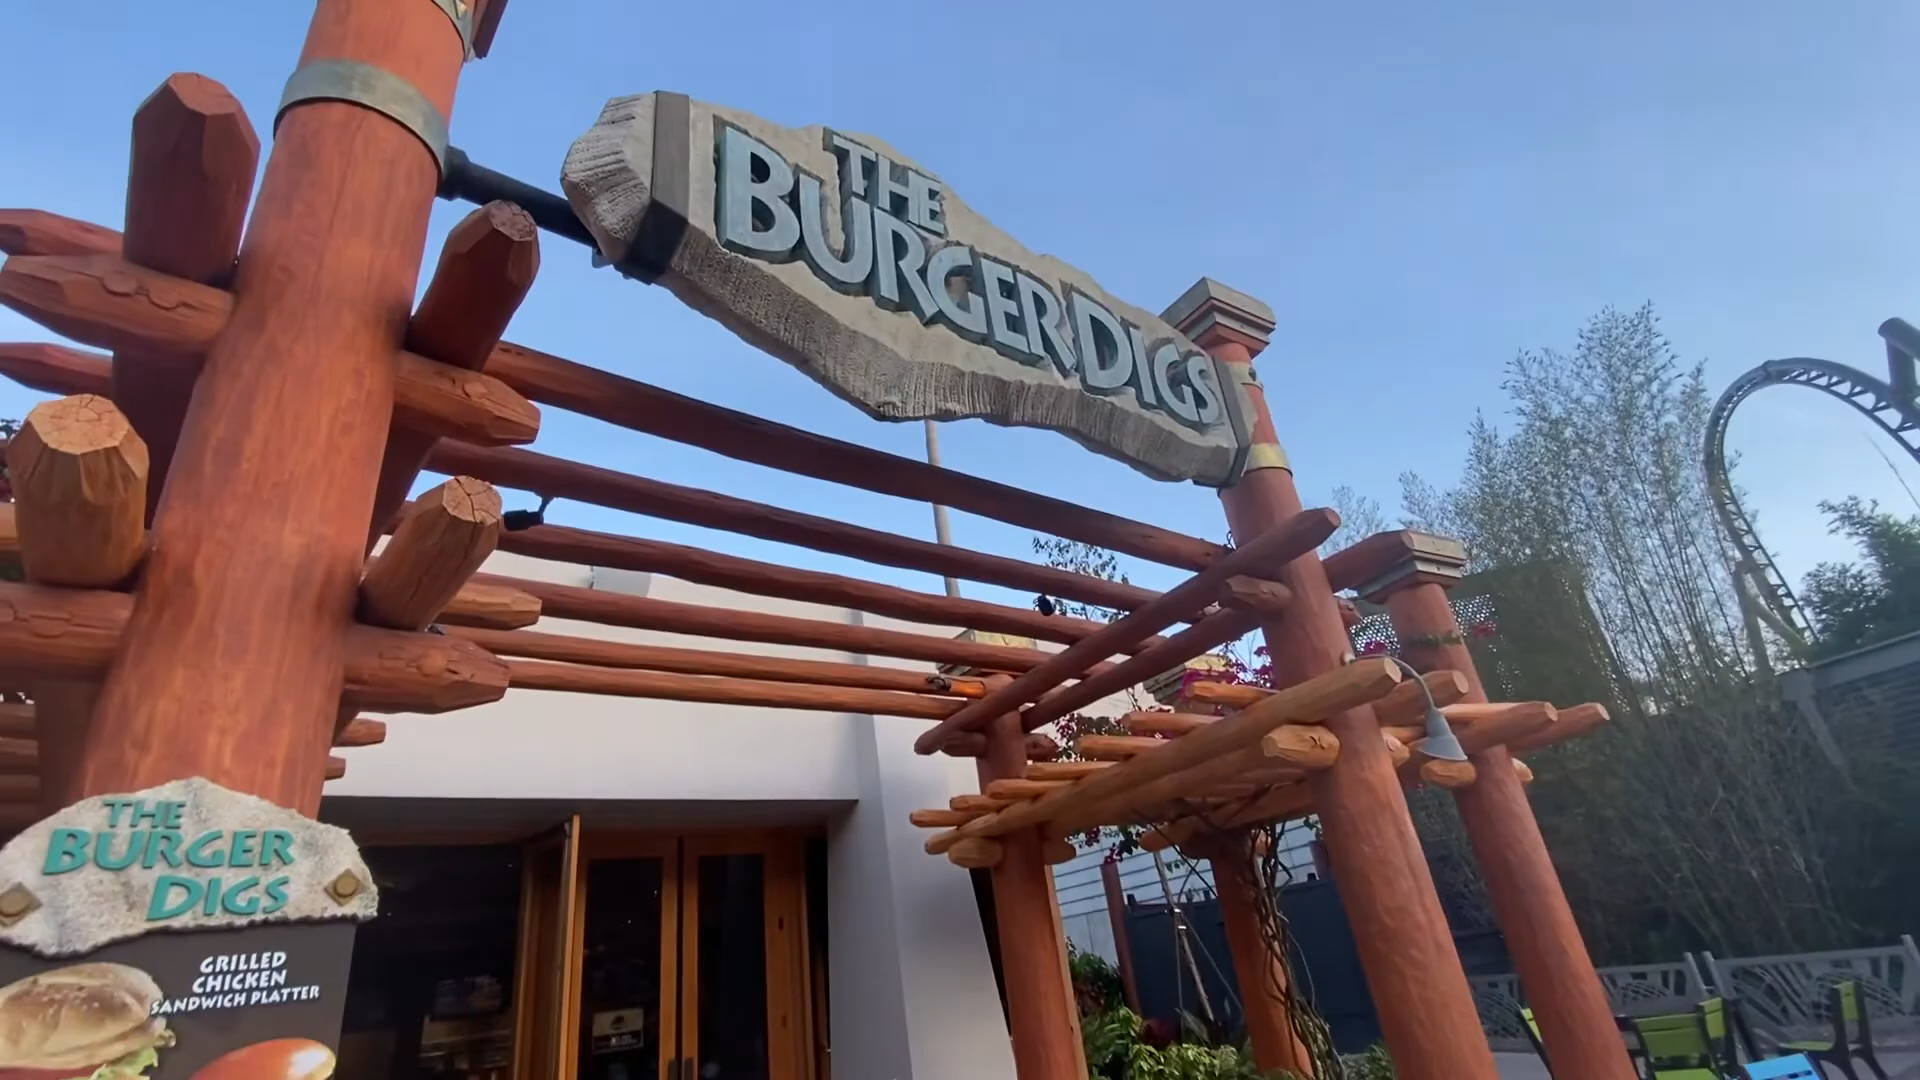 THE
BURGER DIGS
THE
BURGER
DIGS
GRILLED
CHICKEN
SANDWICH PLATTER